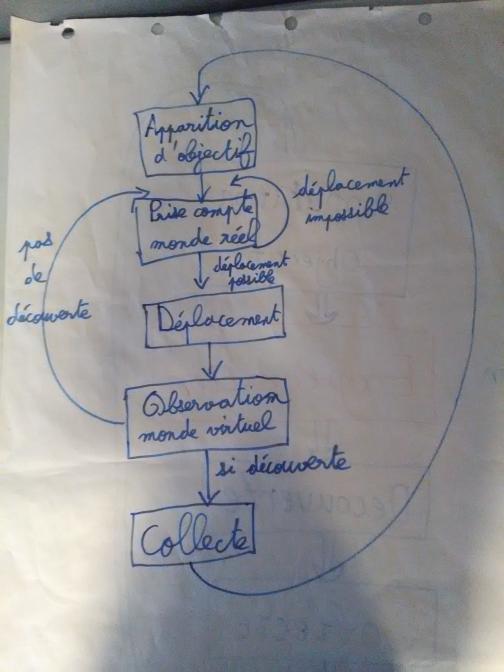 Apparition
d'objectif
déplacement
impossible
Prise compte
monde réel
déplacement
possible
pas
de
découverte
Déplacement
Observation
monde virtuel
si découverte
Collecte